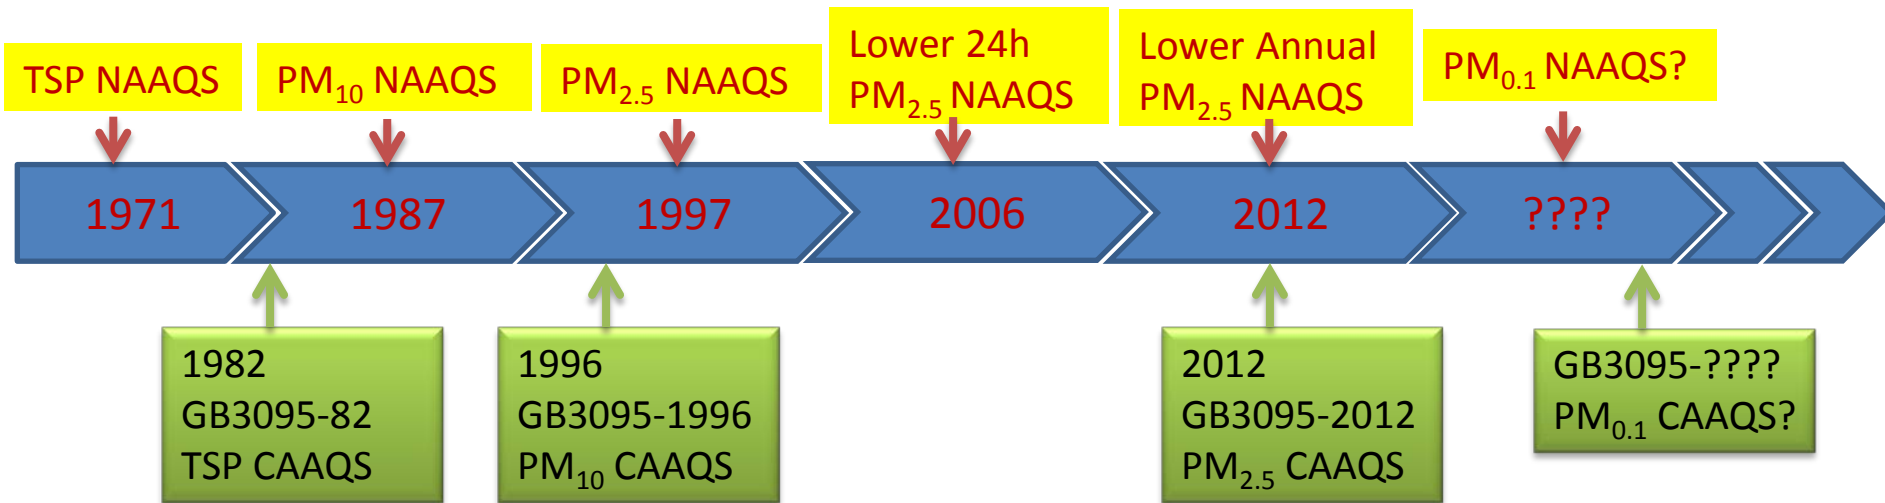 TSP NAAQS
PM₁₀ NAAQS
PM₂.₅ NAAQS
Lower 24h
PM₂.₅ NAAQS
Lower Annual
PM₂.₅ NAAQS
PM₀.₁ NAAQS?
1971
1987
1997
2006
2012
????
1982
GB3095-82
TSP CAAQS
1996
GB3095-1996
PM₁₀ CAAQS
2012
GB3095-2012
PM₂.₅ CAAQS
GB3095-????
PM₀.₁ CAAQS?